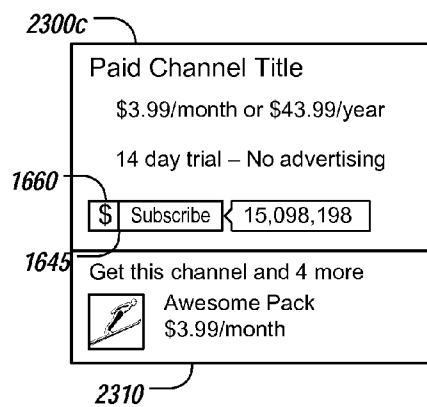 2300c
Paid Channel Title
$3.99/month or $43.99/year
14 day trial – No advertising
1660
$ Subscribe 15,098,198
1645
Get this channel and 4 more
Awesome Pack
$3.99/month
2310